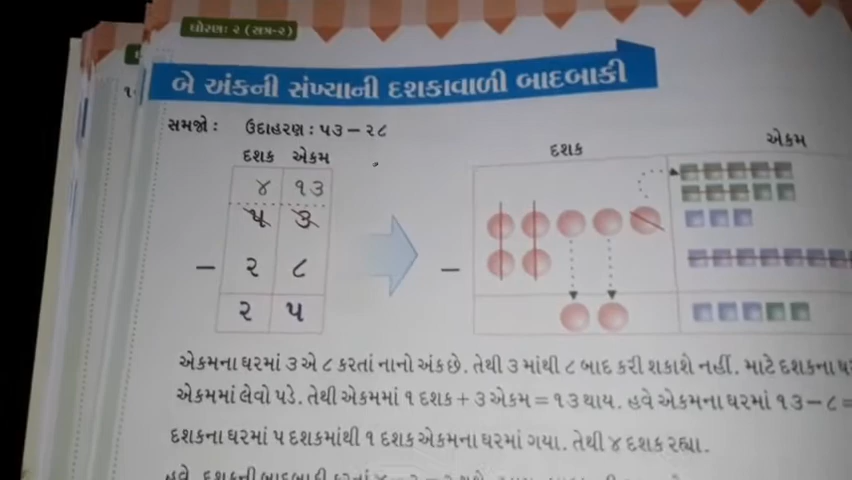 ધોરણઃ ૨ (સત્ર-૨)
બે અંકની સંખ્યાની દશકાવાળી બાદબાકી
સમજો : ઉદાહરણ : ૫૩ – ૨૮
દશક એકમ
૪ ૧૩
૫ ૩
– ૨ ૮
૨ ૫
દશક એકમ
–
એકમના ઘરમાં ૩ એ ૮ કરતાં નાનો અંક છે. તેથી ૩ માંથી ૮ બાદ કરી શકાશે નહીં. માટે દશકના
એકમમાં લેવો પડે. તેથી એકમમાં ૧ દશક + ૩ એકમ = ૧૩ થાય. હવે એકમના ઘરમાં ૧૩ – ૮ =
દશકના ઘરમાં ૫ દશકમાંથી ૧ દશક એકમના ઘરમાં ગયા. તેથી ૪ દશક રહ્યા.